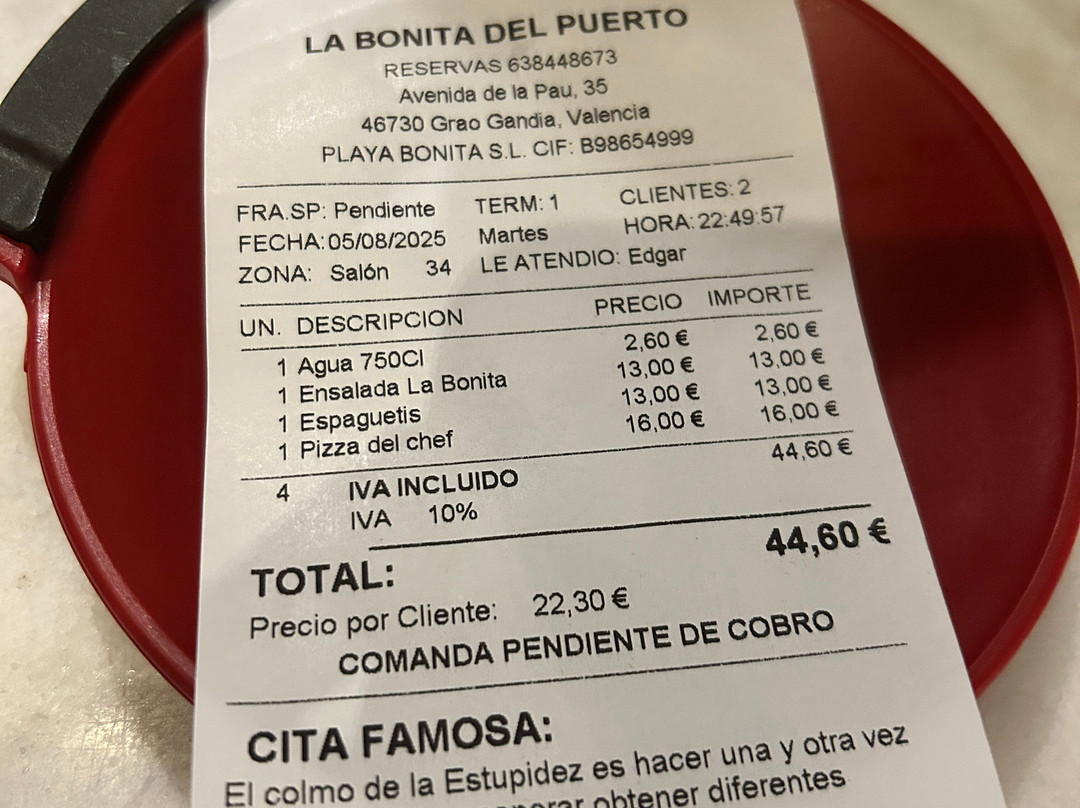 LA BONITA DEL PUERTO
RESERVAS 638448673
Avenida de la Pau, 35
46730 Grao Gandia, Valencia
PLAYA BONITA S.L. CIF: B98654999
FRA.SP: Pendiente TERM: 1 CLIENTES: 2
FECHA: 05/08/2025 Martes HORA: 22:49:57
ZONA: Salón 34 LE ATENDIO: Edgar
UN. DESCRIPCION PRECIO IMPORTE
1 Agua 750Cl 2,60 € 2,60 €
1 Ensalada La Bonita 13,00 € 13,00 €
1 Espaguetis 13,00 € 13,00 €
1 Pizza del chef 16,00 € 16,00 €
4 IVA INCLUIDO 44,60 €
IVA 10%
TOTAL: 44,60 €
Precio por Cliente: 22,30 €
COMANDA PENDIENTE DE COBRO
CITA FAMOSA:
El colmo de la Estupidez es hacer una y otra vez
obtener diferentes